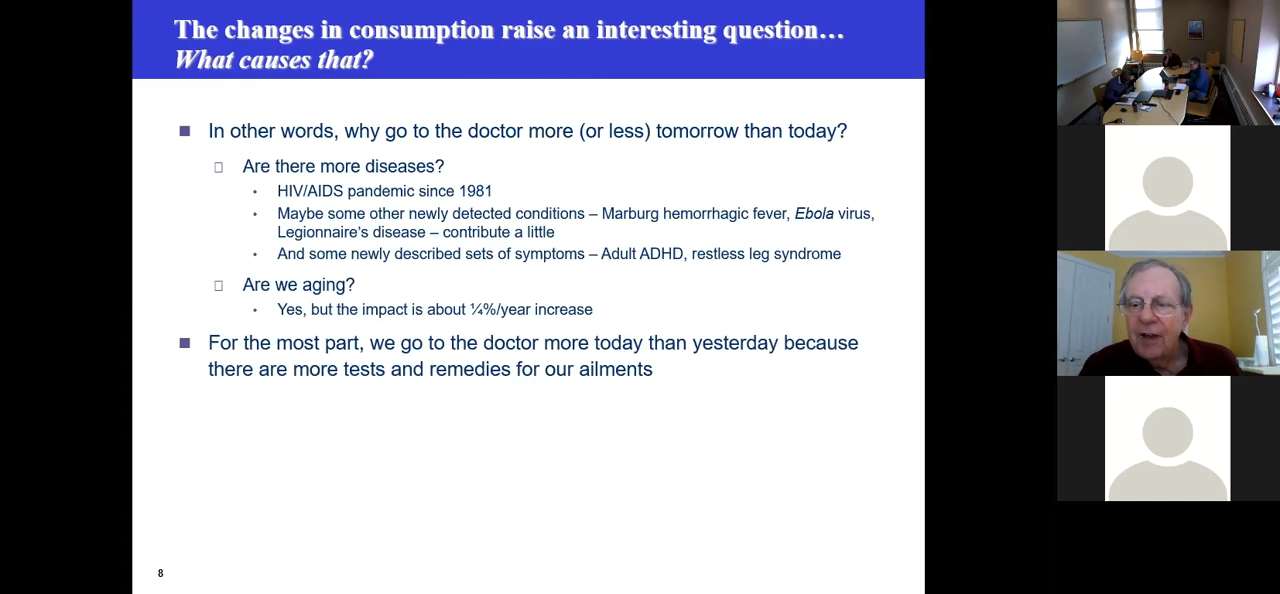 The changes in consumption raise an interesting question…
What causes that?
In other words, why go to the doctor more (or less) tomorrow than today?
Are there more diseases?
HIV/AIDS pandemic since 1981
Maybe some other newly detected conditions – Marburg hemorrhagic fever, Ebola virus,
Legionnaire's disease – contribute a little
And some newly described sets of symptoms – Adult ADHD, restless leg syndrome
Are we aging?
Yes, but the impact is about ¼%/year increase
For the most part, we go to the doctor more today than yesterday because
there are more tests and remedies for our ailments
8